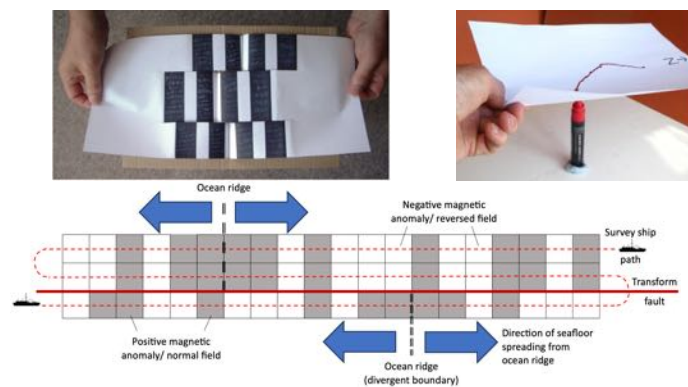 Ocean ridge
Negative magnetic
anomaly/ reversed field
Survey ship
path
Transform
fault
Positive magnetic
anomaly/ normal field
Direction of seafloor
spreading from
ocean ridge
Ocean ridge
(divergent boundary)